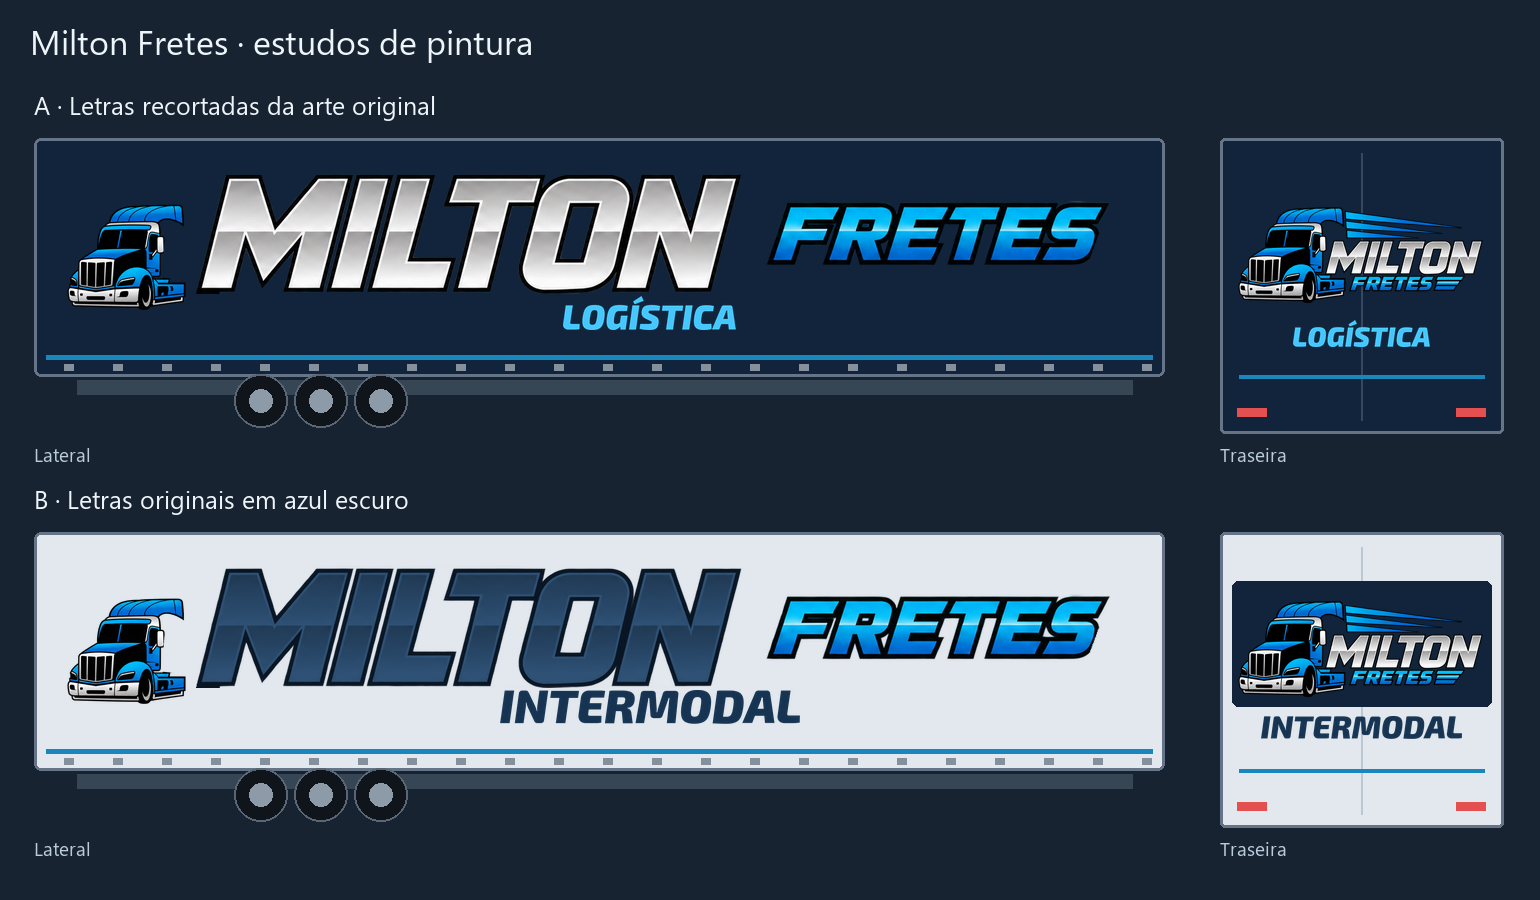 Milton Fretes · estudos de pintura
A · Letras recortadas da arte original
MILTON FRETES
LOGÍSTICA
MILTON
FRETES
LOGÍSTICA
Lateral
Traseira
B · Letras originais em azul escuro
MILTON FRETES
INTERMODAL
MILTON
FRETES
INTERMODAL
Lateral
Traseira